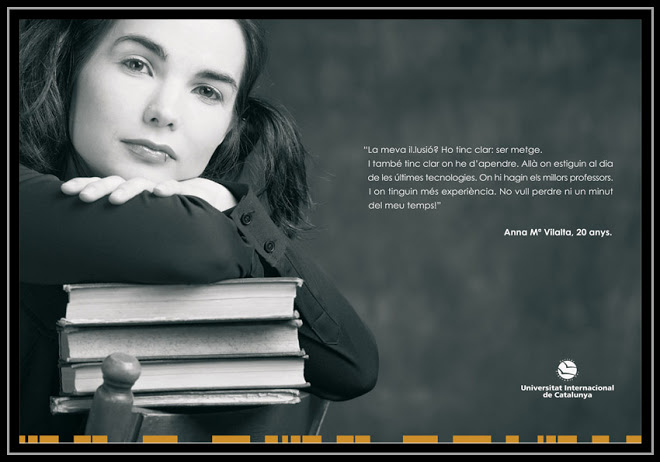 “La meva il.lusió? Ho tinc clar: ser metge.
I també tinc clar on he d’apendre. Allà on estiguin al dia
de les últimes tecnologies. On hi hagin els millors professors.
I on tinguin més experiència. No vull perdre ni un minut
del meu temps!”
Anna Mª Vilalta, 20 anys.
Universitat Internacional
de Catalunya